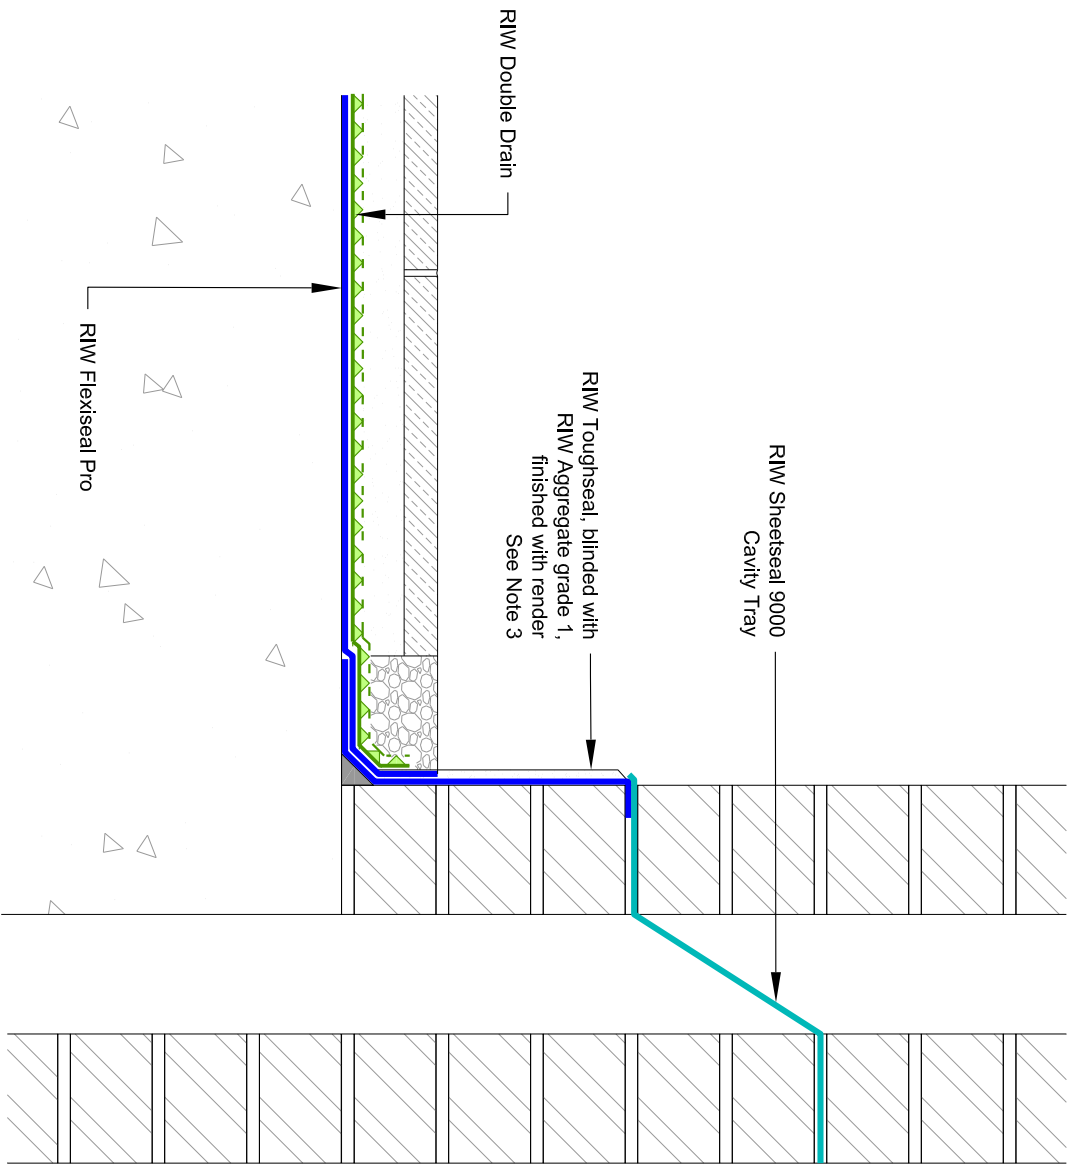 RIW Double Drain
RIW Flexiseal Pro
RIW Toughseal, blinded with
RIW Aggregate grade 1,
finished with render
See Note 3
RIW Sheetseal 9000
Cavity Tray